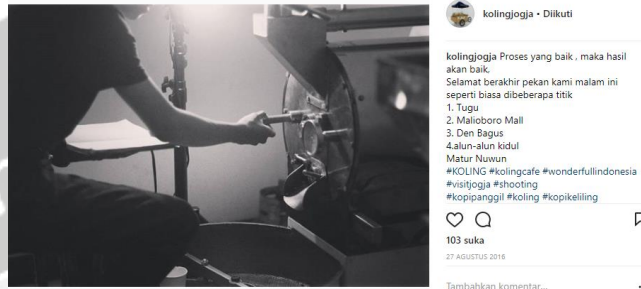 kolingjogja • Diikuti
kolingjogja Proses yang baik , maka hasil
akan baik,
Selamat berakhir pekan kami malam ini
seperti biasa dibeberapa titik
1. Tugu
2. Malioboro Mall
3. Den Bagus
4.alun-alun kidul
Matur Nuwun
#KOLING #kolingcafe #wonderfullindonesia
#visitjogja #shooting
#kopipanggil #koling #kopikeliling
103 suka
27 AGUSTUS 2016
Tambahkan komentar...